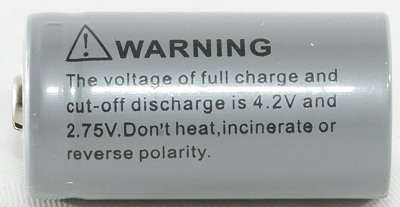 WARNING
The voltage of full charge and
cut-off discharge is 4.2V and
2.75V.Don't heat,incinerate or
reverse polarity.